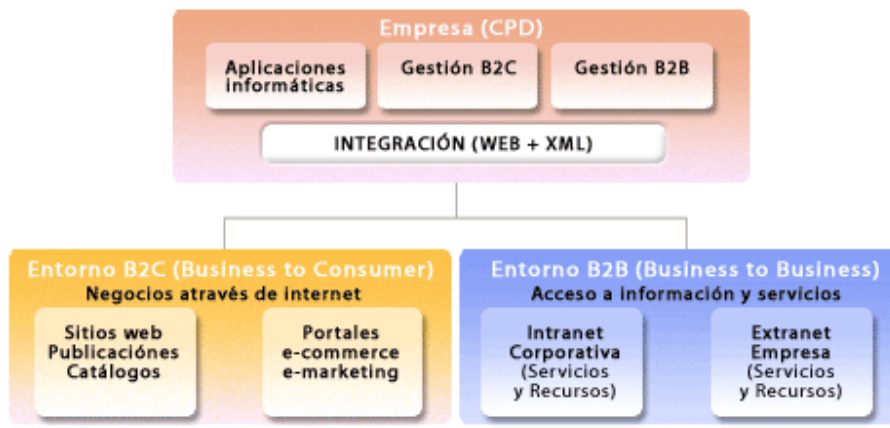 Empresa (CPD)
Aplicaciones
informáticas
Gestión B2C
Gestión B2B
INTEGRACIÓN (WEB + XML)
Entorno B2C (Business to Consumer)
Negocios através de internet
Sitios web
Publicaciónes
Catálogos
Portales
e-commerce
e-marketing
Entorno B2B (Business to Business)
Acceso a información y servicios
Intranet
Corporativa
(Servicios
y Recursos)
Extranet
Empresa
(Servicios
y Recursos)